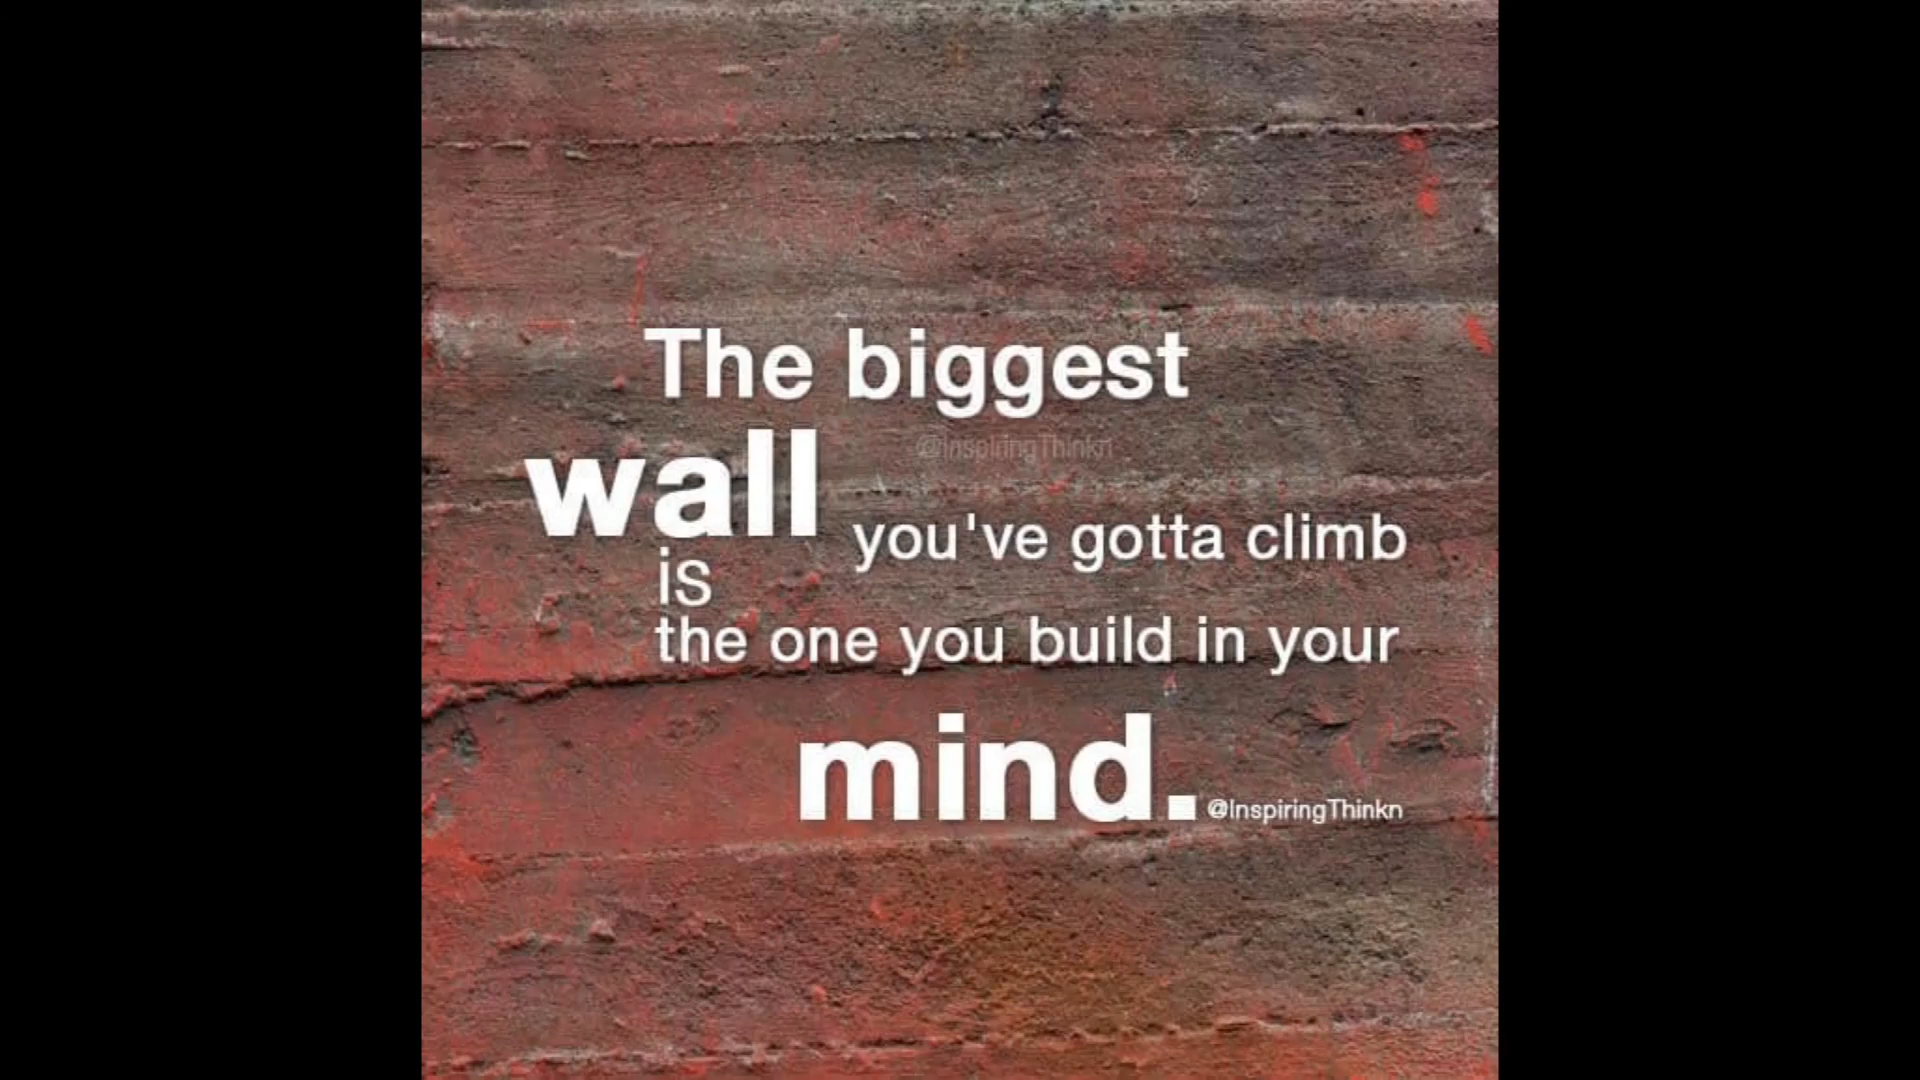 The biggest
@InspiringThinkn
wall you've gotta climb
is
the one you build in your
mind. @InspiringThinkn